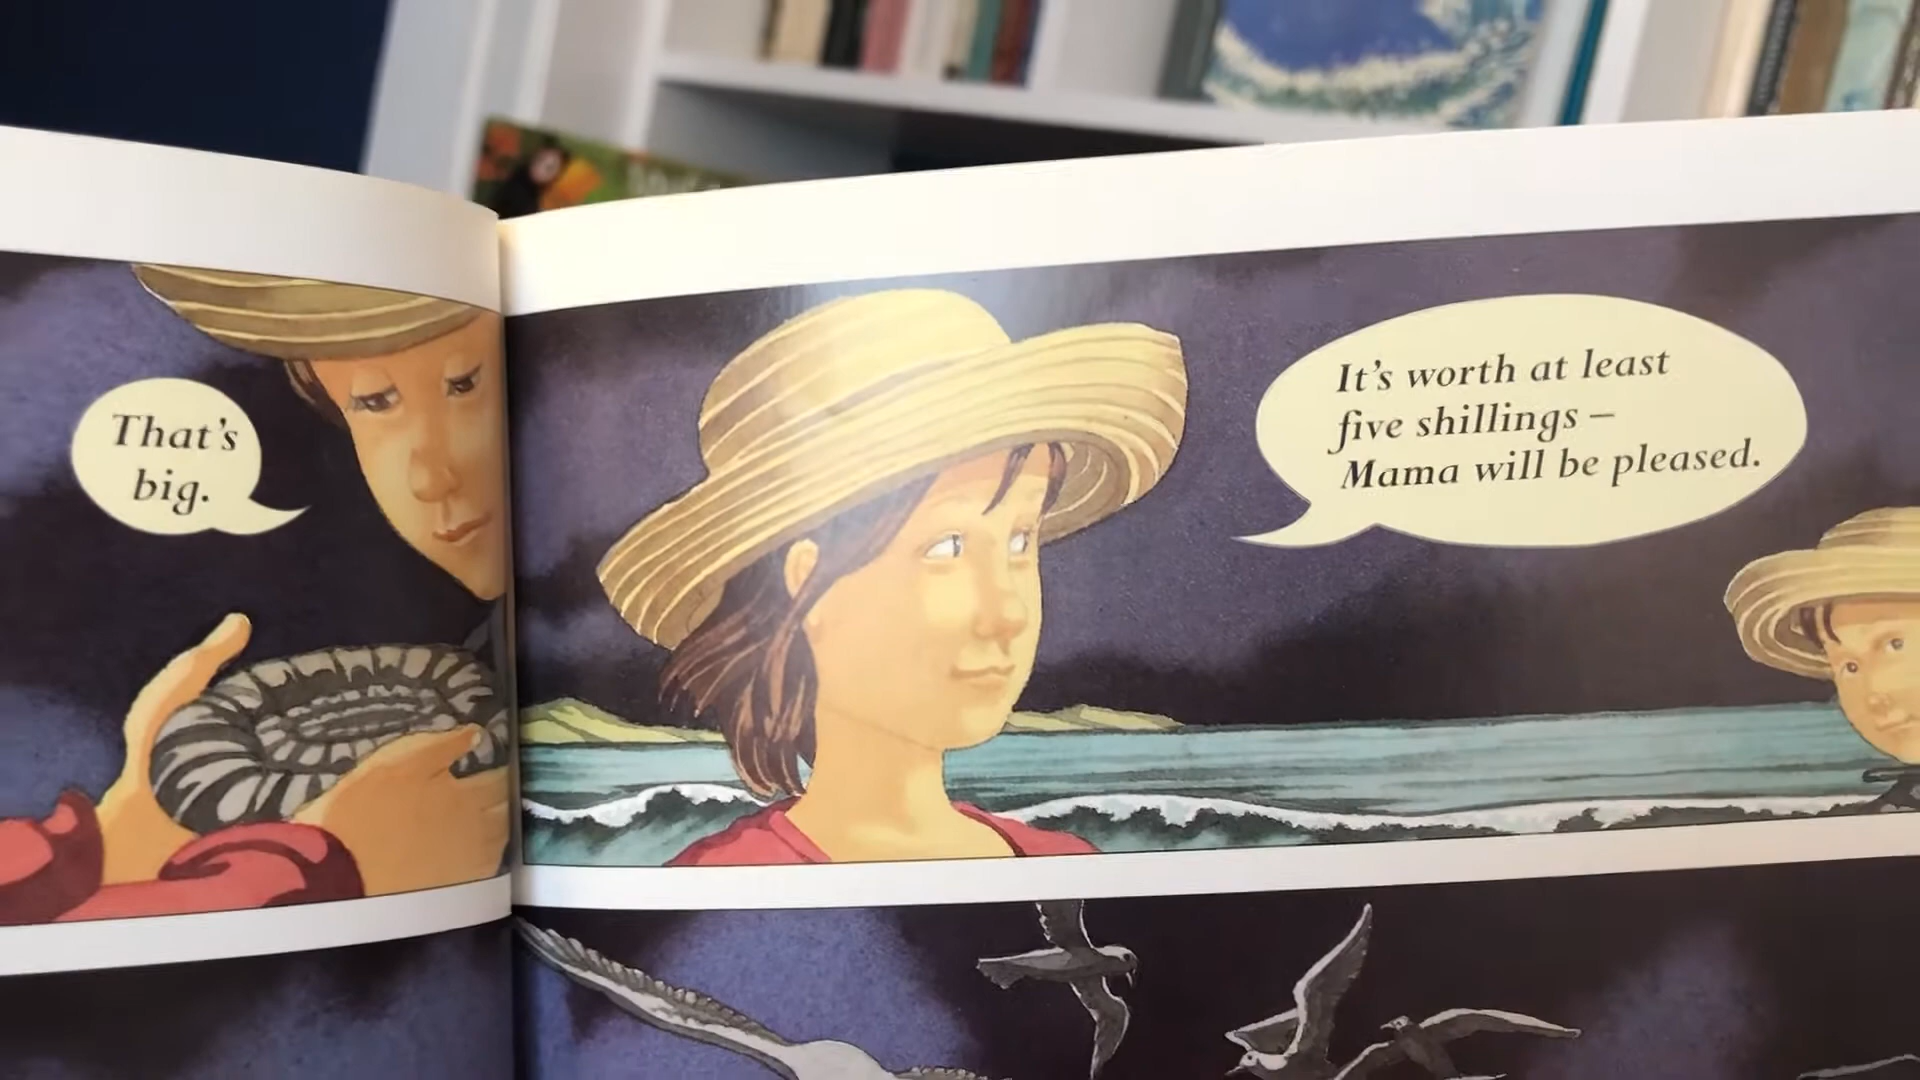 That's
big.
It's worth at least
five shillings –
Mama will be pleased.